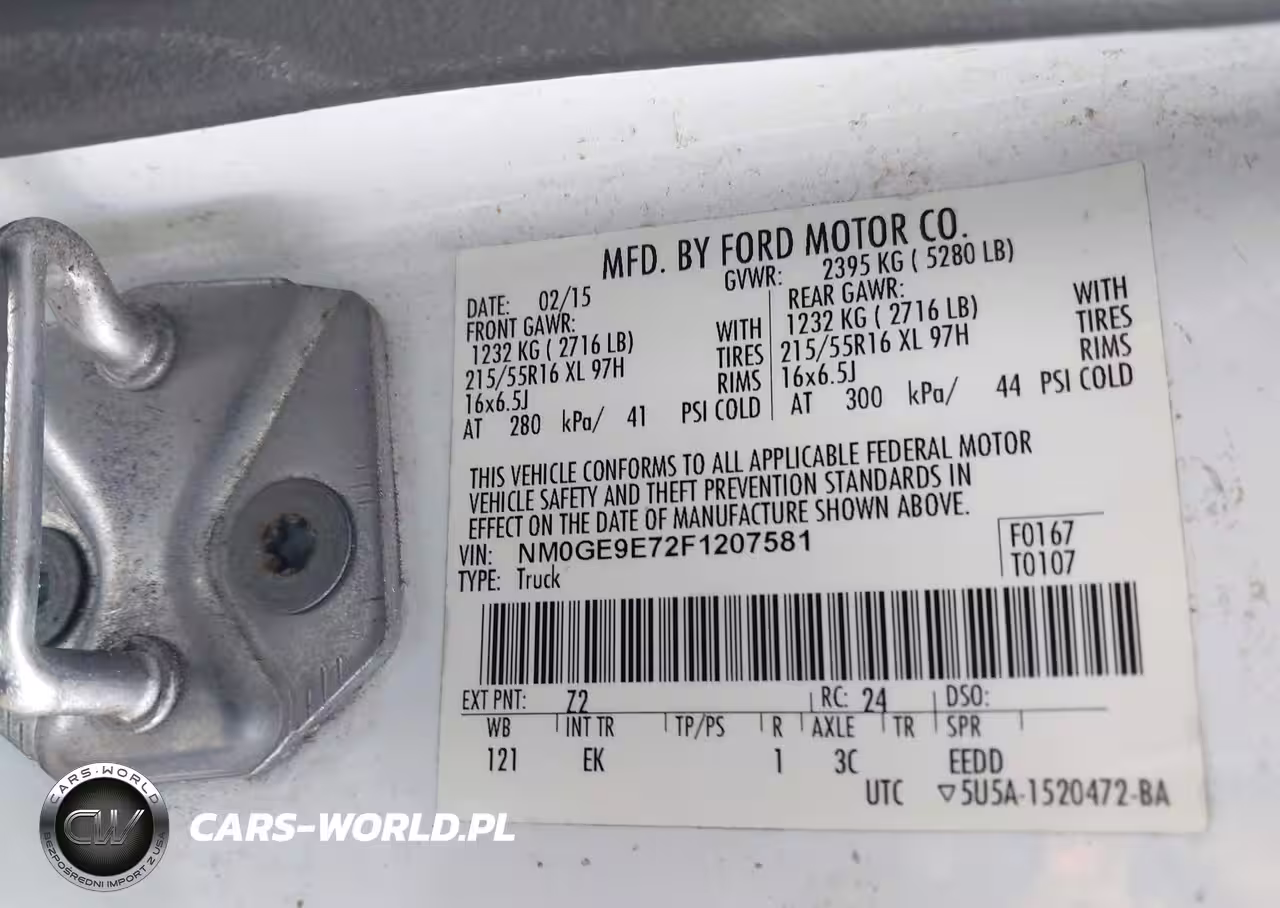 MFD. BY FORD MOTOR CO.
DATE: 02/15 GVWR: 2395 KG ( 5280 LB)
FRONT GAWR: REAR GAWR:
1232 KG ( 2716 LB) WITH 1232 KG ( 2716 LB) WITH
215/55R16 XL 97H TIRES 215/55R16 XL 97H TIRES
16x6.5J RIMS 16x6.5J RIMS
AT 280 kPa/ 41 PSI COLD AT 300 kPa/ 44 PSI COLD
THIS VEHICLE CONFORMS TO ALL APPLICABLE FEDERAL MOTOR
VEHICLE SAFETY AND THEFT PREVENTION STANDARDS IN
EFFECT ON THE DATE OF MANUFACTURE SHOWN ABOVE.
VIN: NM0GE9E72F1207581 F0167
TYPE: Truck T0107
EXT PNT: Z2 RC: 24 DSO:
WB INT TR TP/PS R AXLE TR SPR
121 EK 1 3C EEDD
UTC ▽5U5A-1520472-BA
CARS-WORLD
CW
BEZPOŚREDNI IMPORT Z USA
CARS-WORLD.PL